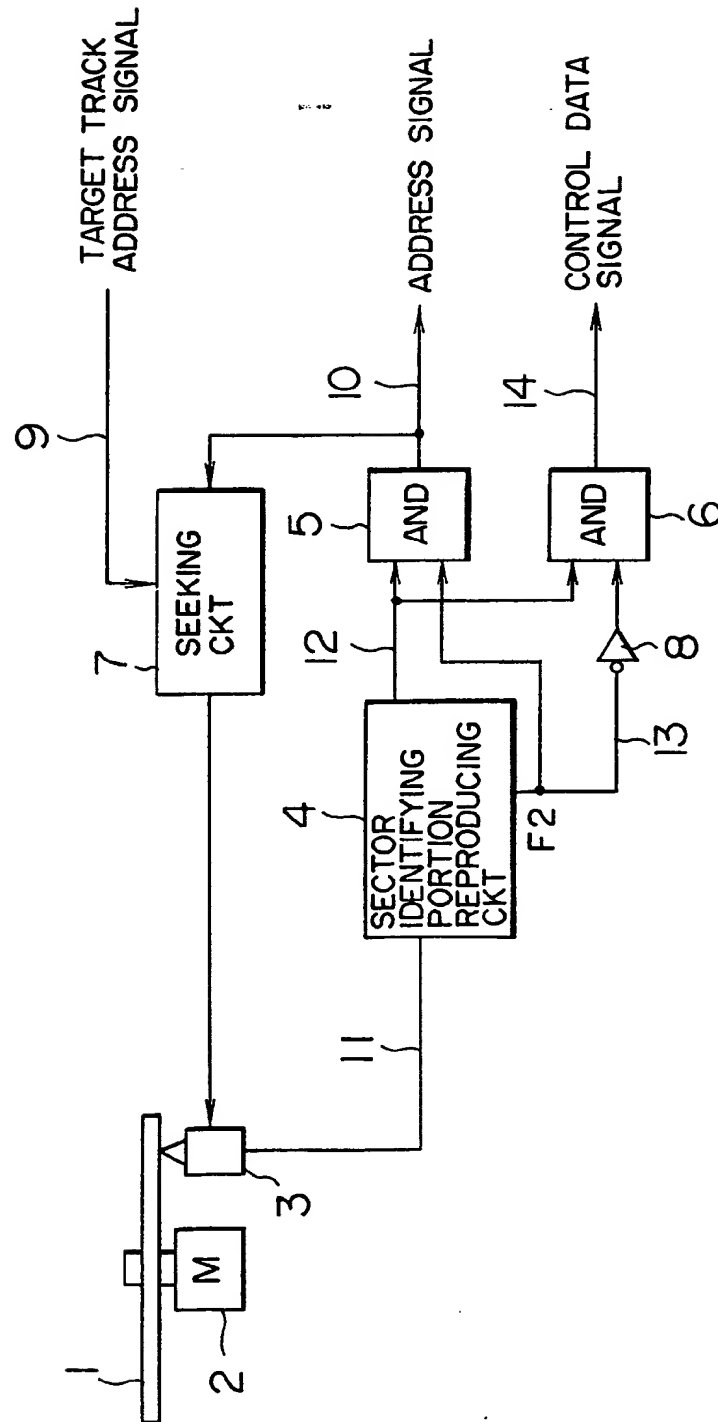 1
2
M
3
11
SECTOR
IDENTIFYING
PORTION
REPRODUCING
CKT
4
F2
13
8
12
7
SEEKING
CKT
9
TARGET TRACK
ADDRESS SIGNAL
5
AND
10
ADDRESS SIGNAL
AND
6
14
CONTROL DATA
SIGNAL